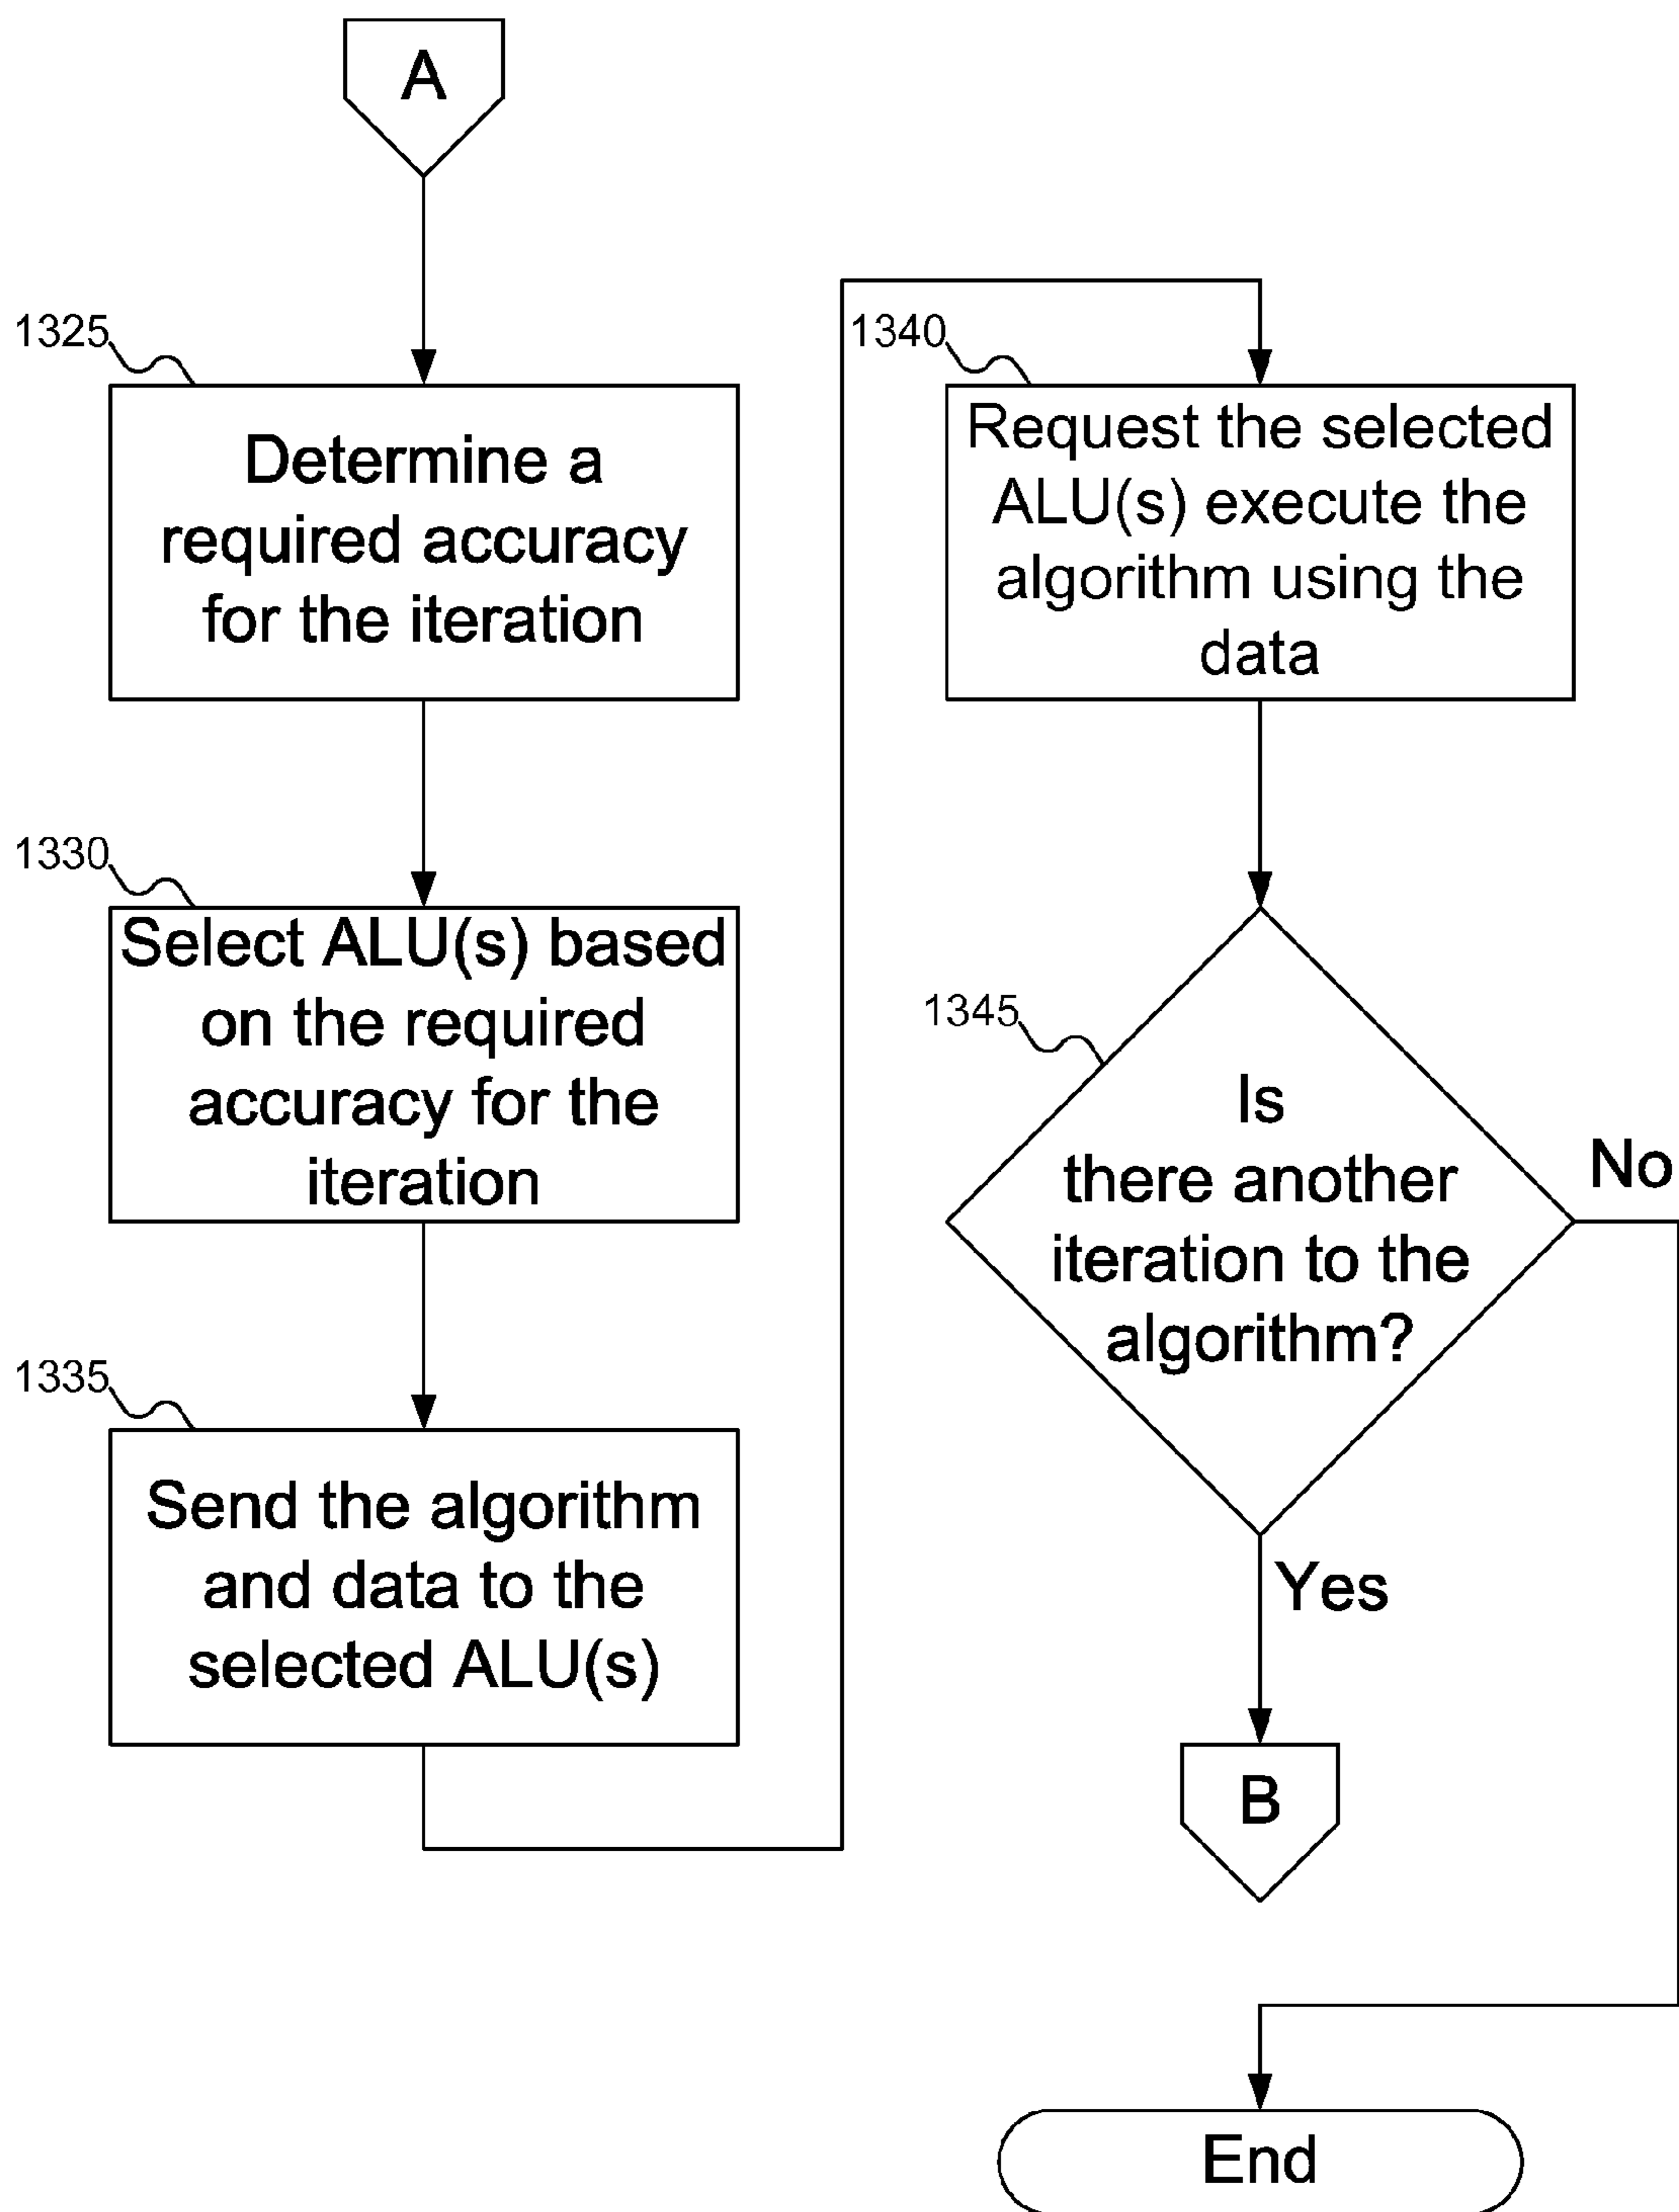 A
1325
Determine a
required accuracy
for the iteration
1330
Select ALU(s) based
on the required
accuracy for the
iteration
1335
Send the algorithm
and data to the
selected ALU(s)
1340
Request the selected
ALU(s) execute the
algorithm using the
data
1345
Is
there another
iteration to the
algorithm?
No
Yes
B
End